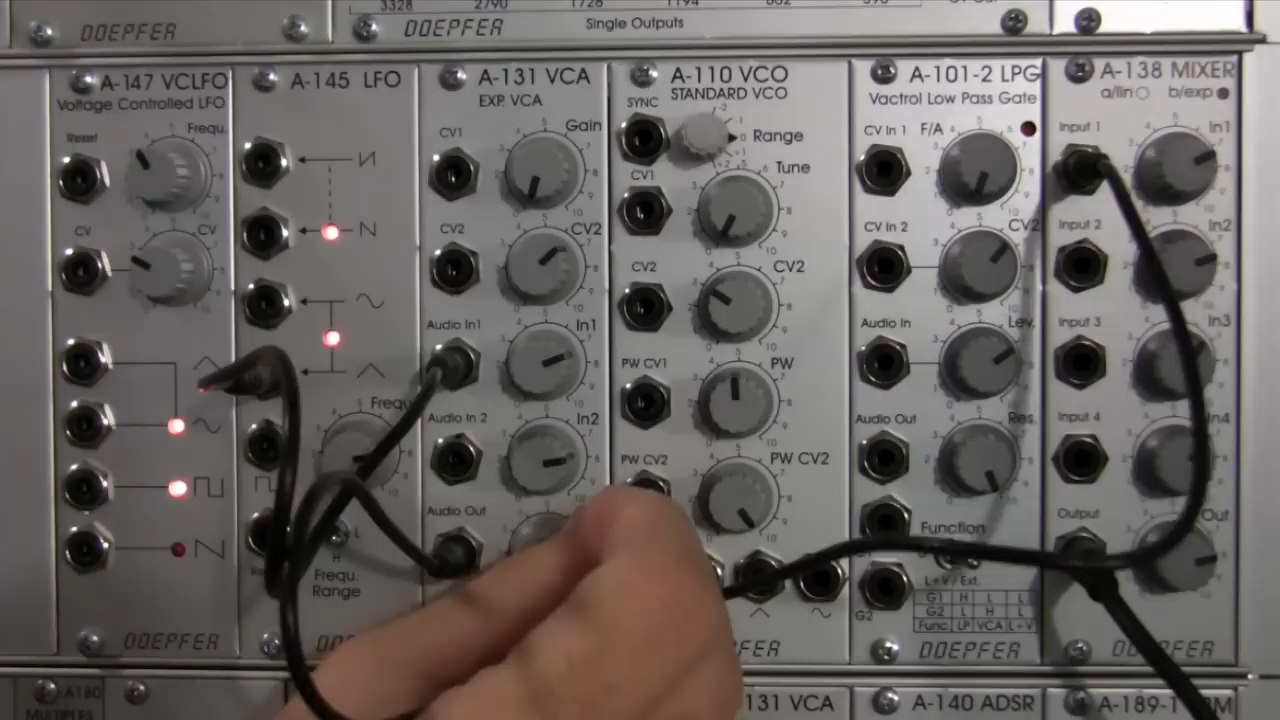 3328 2790 1728 1194 862 590
DOEPFER DOEPFER Single Outputs
A-147 VCLFO
Voltage Controlled LFO
Reset
Frequ.
CV
CV
DOEPFER
A-145 LFO
Frequ.
L
H
Frequ.
Range
A-131 VCA
EXP. VCA
CV1
Gain
CV2
CV2
Audio In1
In1
Audio In 2
In2
Audio Out
A-110 VCO
STANDARD VCO
SYNC
Range
CV1
Tune
CV2
CV2
PW CV1
PW
PW CV2
PW CV2
A-101-2 LPG
Vactrol Low Pass Gate
CV In 1
F/A
CV In 2
CV2
Audio In
Lev.
Audio Out
Res.
Function
L+V / Ext.
G2
G1 H L L
G2 L H L
Func. LP VCA L+V
DOEPFER
A-138 MIXER
a/lin b/exp
Input 1
In1
Input 2
In2
Input 3
In3
Input 4
In4
Output
Out
DOEPFER
A180
MULTIPLES
131 VCA
A-140 ADSR
A-189-1